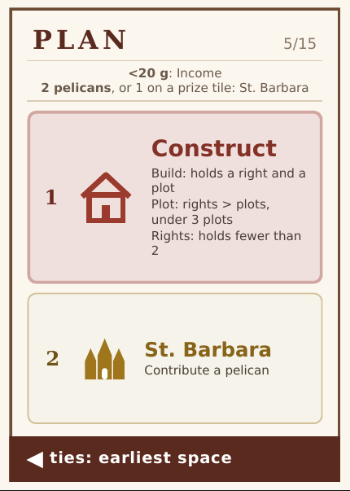 PLAN 5/15
<20 g: Income
2 pelicans, or 1 on a prize tile: St. Barbara
1
Construct
Build: holds a right and a
plot
Plot: rights > plots,
under 3 plots
Rights: holds fewer than
2
2
St. Barbara
Contribute a pelican
◀ ties: earliest space